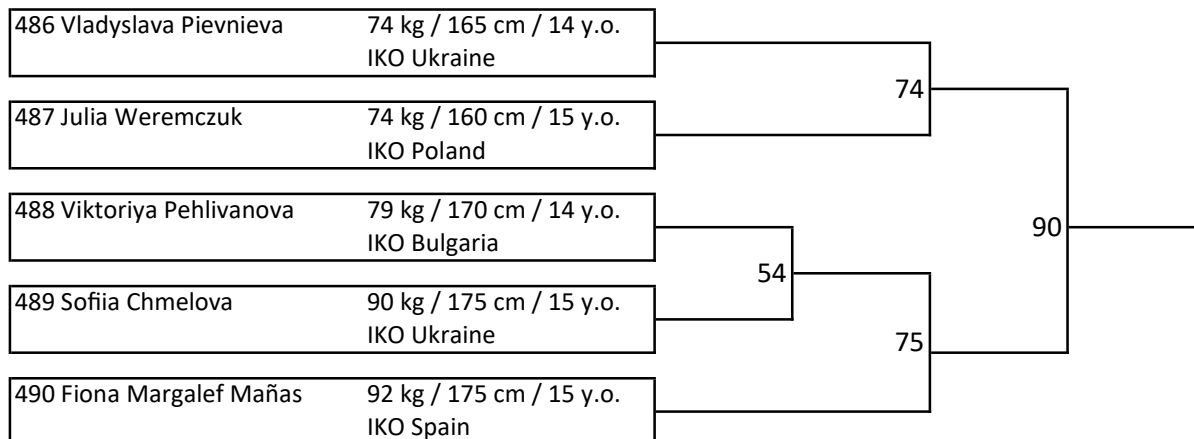 486 Vladyslava Pievnieva 74 kg / 165 cm / 14 y.o.
IKO Ukraine
74
487 Julia Weremczuk 74 kg / 160 cm / 15 y.o.
IKO Poland
488 Viktoriya Pehlivanova 79 kg / 170 cm / 14 y.o.
IKO Bulgaria
90
54
489 Sofiia Chmelova 90 kg / 175 cm / 15 y.o.
IKO Ukraine
75
490 Fiona Margalef Mañas 92 kg / 175 cm / 15 y.o.
IKO Spain